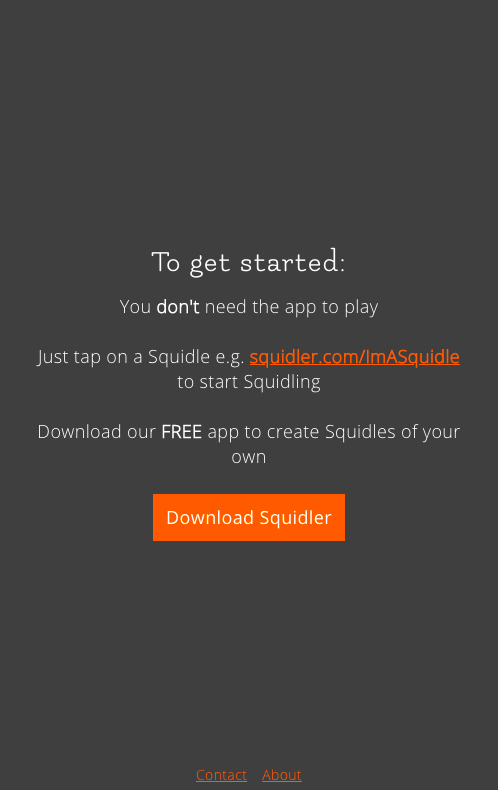 To get started:
You don't need the app to play
Just tap on a Squidle e.g. squidler.com/ImASquidle
to start Squidling
Download our FREE app to create Squidles of your
own
Download Squidler
Contact About